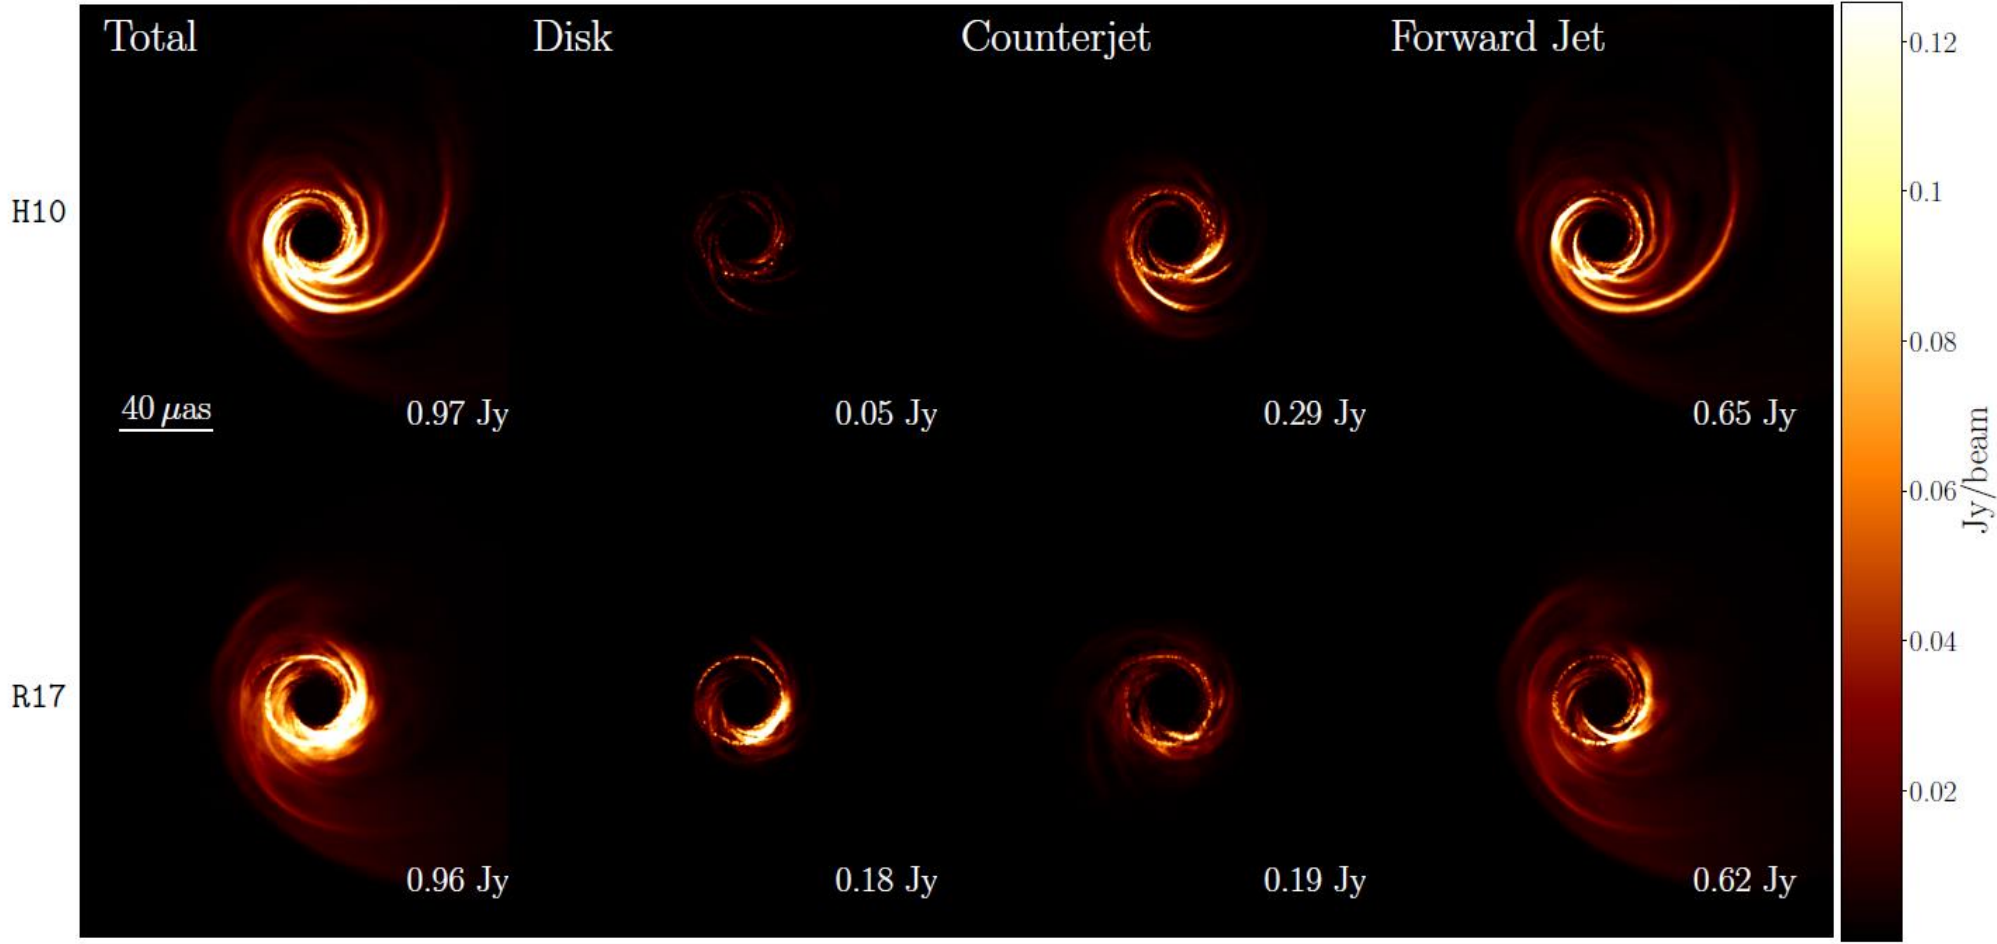 Total Disk Counterjet Forward Jet
H10
40 μas 0.97 Jy 0.05 Jy 0.29 Jy 0.65 Jy
R17
0.96 Jy 0.18 Jy 0.19 Jy 0.62 Jy
0.12
0.1
0.08
0.06
0.04
0.02
Jy/beam